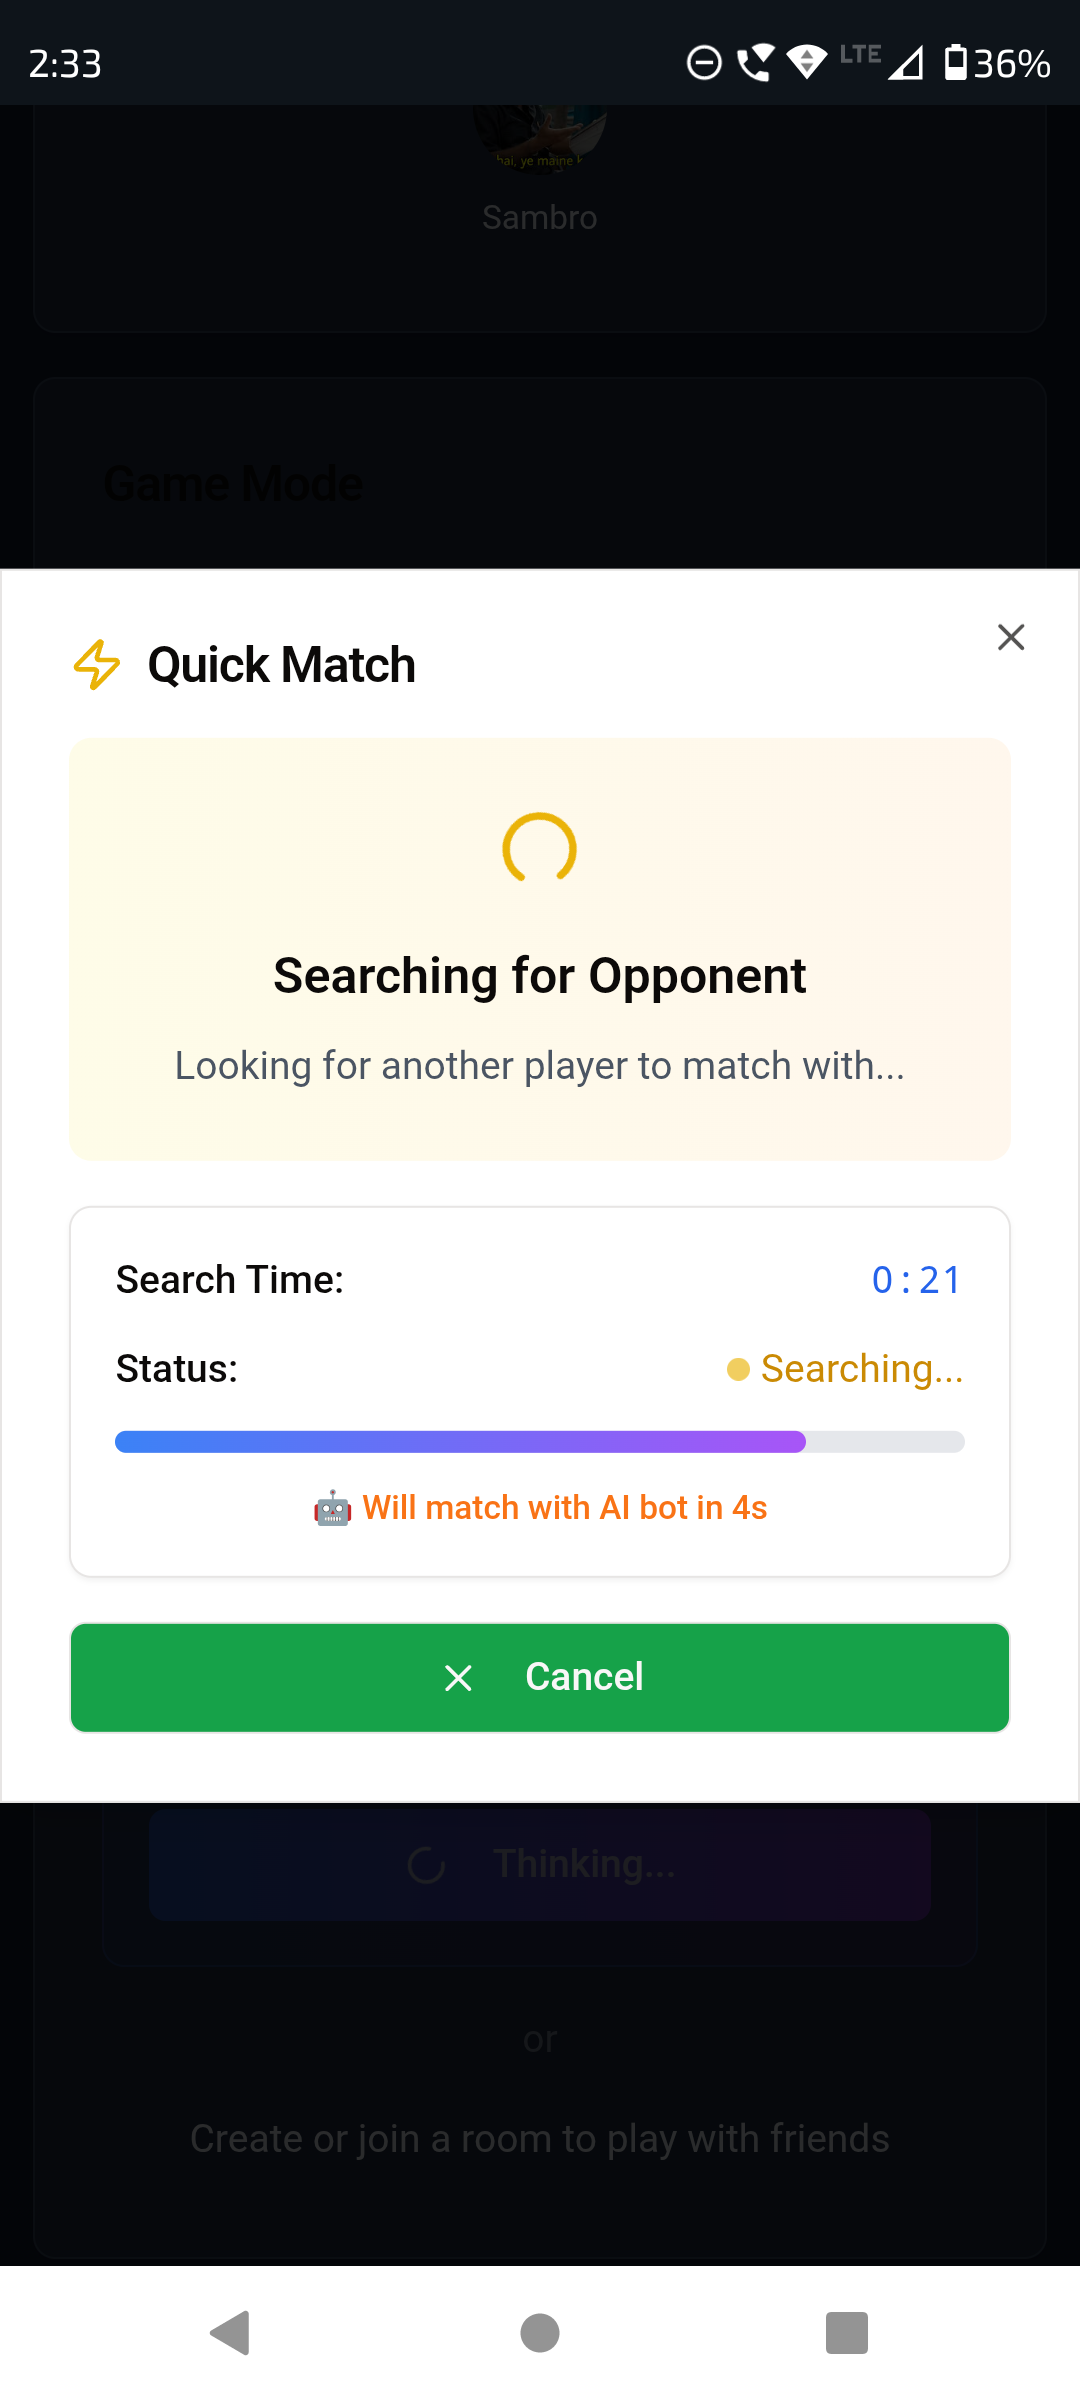 2:33
LTE
36%
hai, ye maine k
Sambro
Game Mode
Quick Match
Searching for Opponent
Looking for another player to match with...
Search Time:
0:21
Status:
Searching...
Will match with AI bot in 4s
Cancel
Thinking...
or
Create or join a room to play with friends